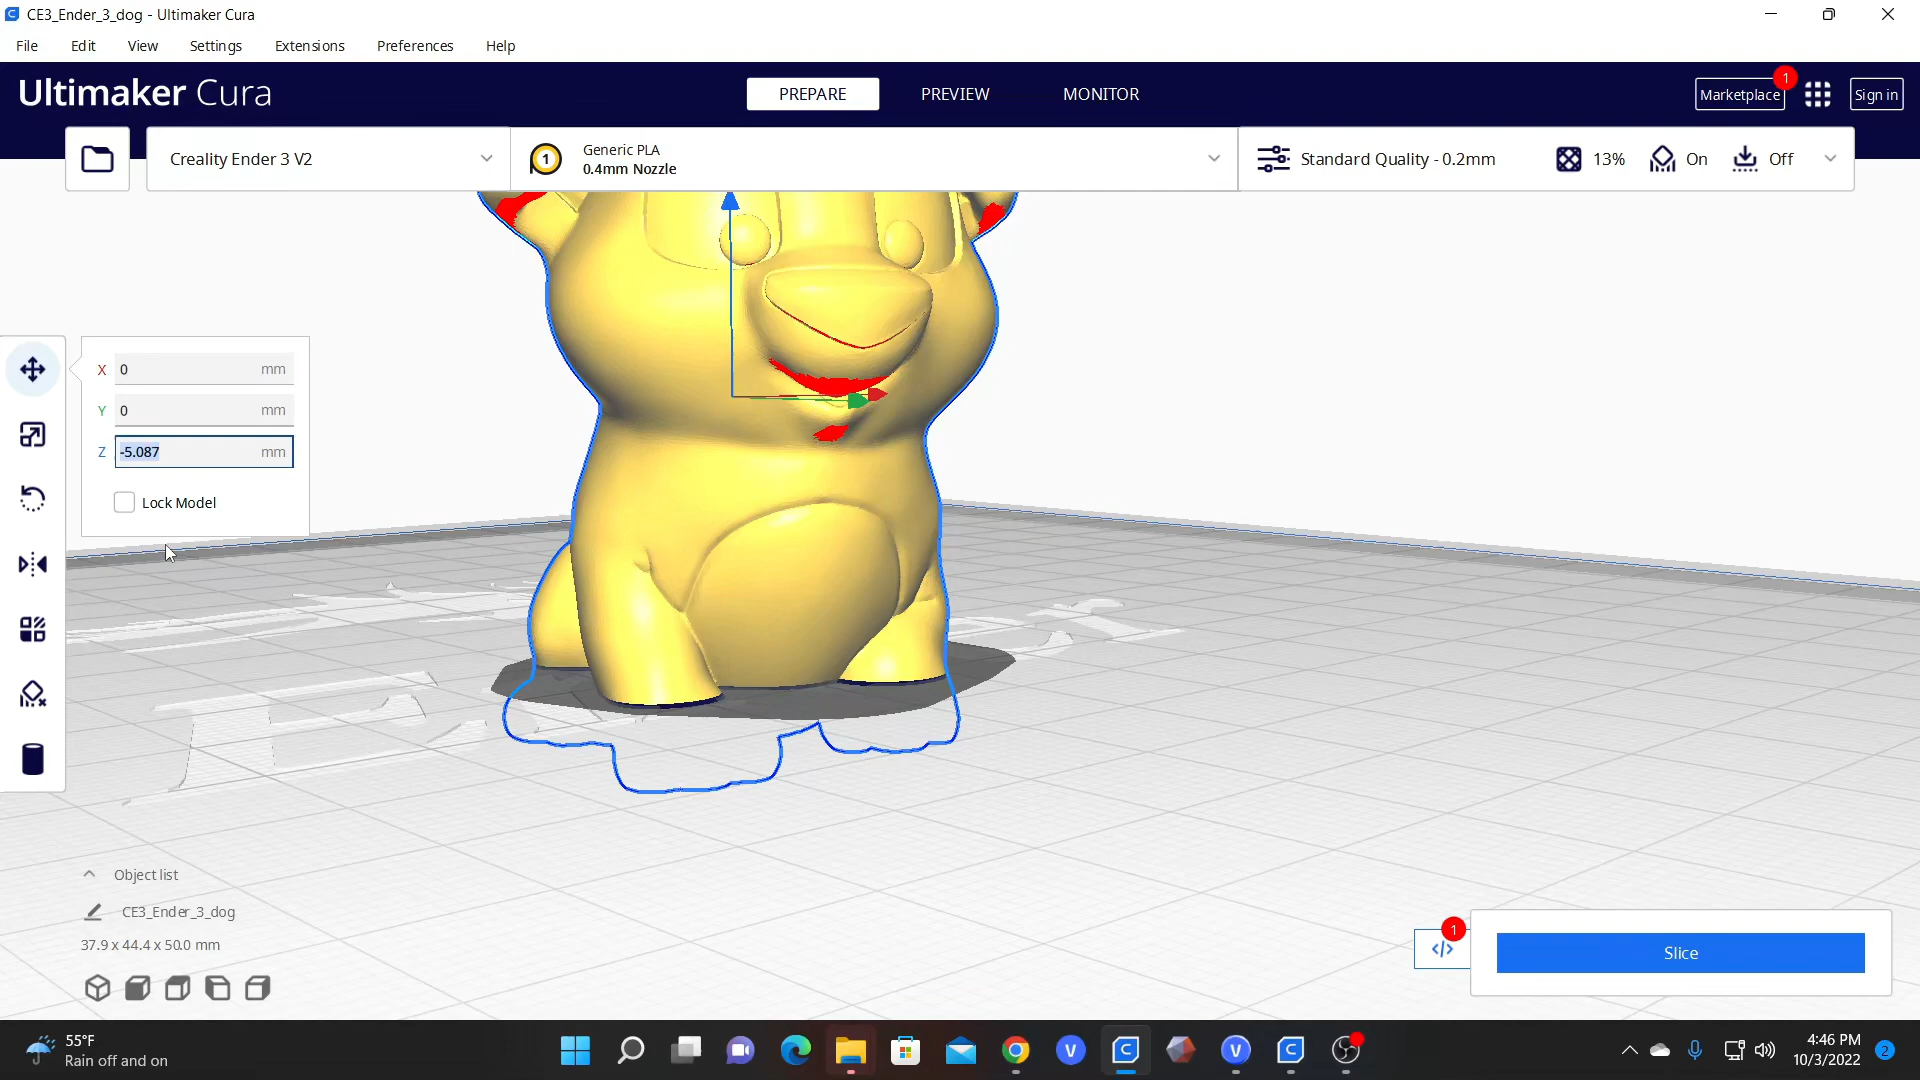 CE3_Ender_3_dog - Ultimaker Cura
File Edit View Settings Extensions Preferences Help
Ultimaker Cura
PREPARE PREVIEW MONITOR
1
Marketplace
Sign in
Creality Ender 3 V2
1
Generic PLA
0.4mm Nozzle
Standard Quality - 0.2mm
13%
On
Off
X 0 mm
Y 0 mm
Z -5.087 mm
Lock Model
Object list
CE3_Ender_3_dog
37.9 x 44.4 x 50.0 mm
1
</>
Slice
55°F
Rain off and on
V
V
4:46 PM
10/3/2022
2